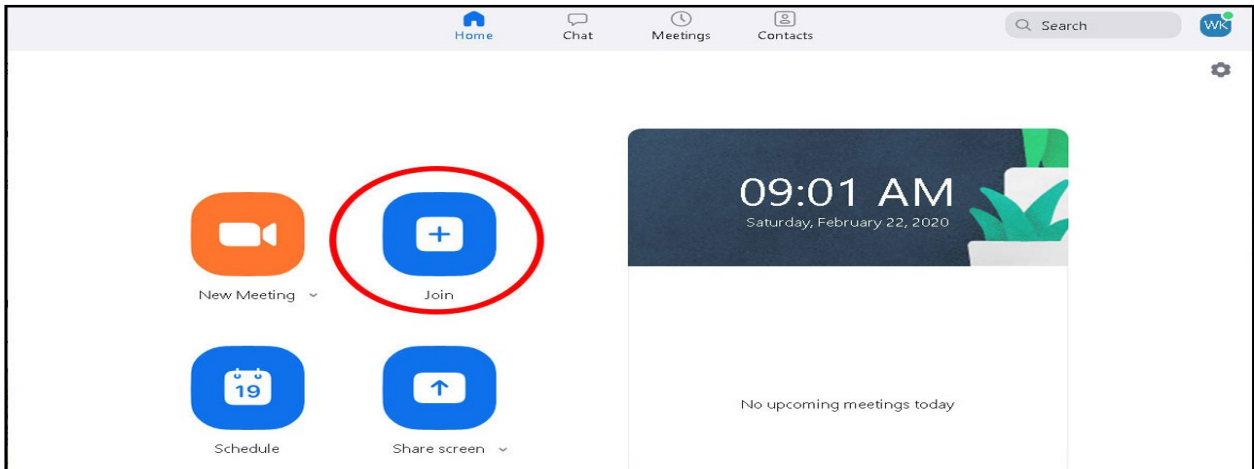 Home
Chat
Meetings
Contacts
Search
WK
09:01 AM
Saturday, February 22, 2020
New Meeting
Join
19
Schedule
Share screen
No upcoming meetings today